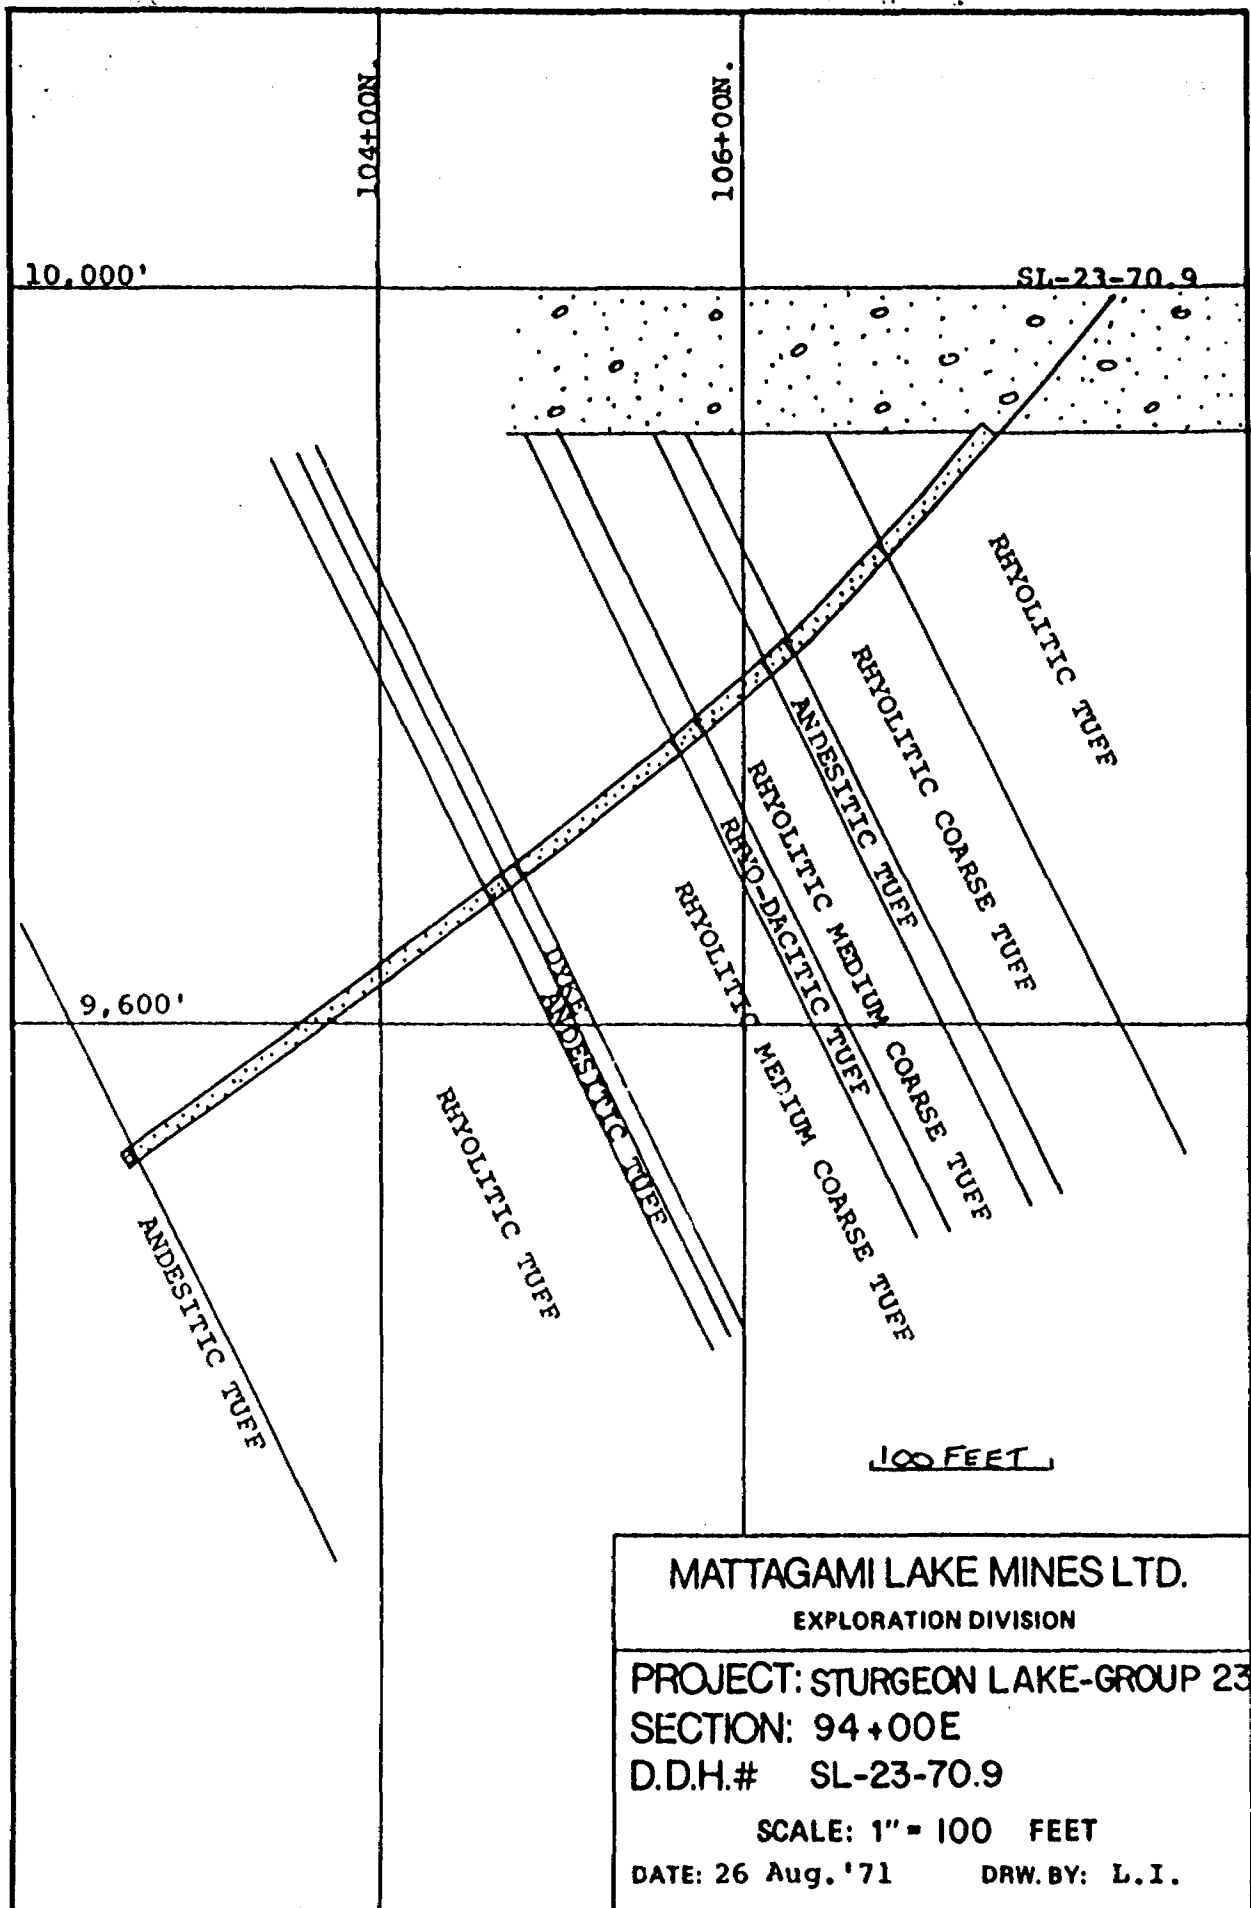 104+00N.
106+00N.
10,000'
SL-23-70.9
RHYOLITIC TUFF
RHYOLITIC COARSE TUFF
ANDESITIC TUFF
RHYOLITIC MEDIUM COARSE TUFF
RHYO-DACITIC TUFF
RHYOLITIC MEDIUM COARSE TUFF
DYKE
ANDESITIC TUFF
9,600'
RHYOLITIC TUFF
ANDESITIC TUFF
100 FEET
MATTAGAMI LAKE MINES LTD.
EXPLORATION DIVISION
PROJECT: STURGEON LAKE-GROUP 23
SECTION: 94+00E
D.D.H.# SL-23-70.9
SCALE: 1" = 100 FEET
DATE: 26 Aug.'71 DRW. BY: L.I.